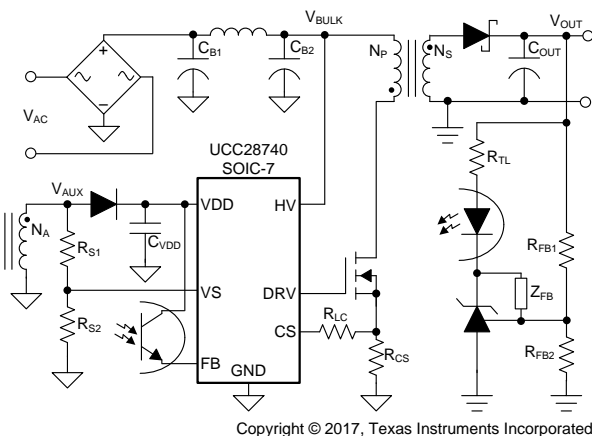 VBULK
VOUT
CB1
CB2
NP
NS
COUT
VAC
+
−
UCC28740
SOIC-7
RTL
VAUX
VDD
HV
NA
RS1
CVDD
RFB1
VS
DRV
ZFB
RS2
RLC
CS
FB
RCS
RFB2
GND
Copyright © 2017, Texas Instruments Incorporated